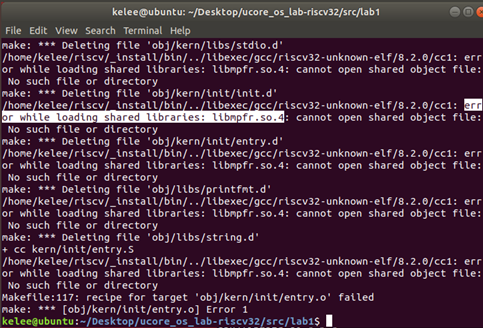 kelee@ubuntu: ~/Desktop/ucore_os_lab-riscv32/src/lab1
File Edit View Search Terminal Help
make: *** Deleting file 'obj/kern/libs/stdio.d'
/home/kelee/riscv/_install/bin/../libexec/gcc/riscv32-unknown-elf/8.2.0/cc1: err
or while loading shared libraries: libmpfr.so.4: cannot open shared object file:
 No such file or directory
make: *** Deleting file 'obj/kern/init/init.d'
/home/kelee/riscv/_install/bin/../libexec/gcc/riscv32-unknown-elf/8.2.0/cc1: err
or while loading shared libraries: libmpfr.so.4: cannot open shared object file:
 No such file or directory
make: *** Deleting file 'obj/kern/init/entry.d'
/home/kelee/riscv/_install/bin/../libexec/gcc/riscv32-unknown-elf/8.2.0/cc1: err
or while loading shared libraries: libmpfr.so.4: cannot open shared object file:
 No such file or directory
make: *** Deleting file 'obj/libs/printfmt.d'
/home/kelee/riscv/_install/bin/../libexec/gcc/riscv32-unknown-elf/8.2.0/cc1: err
or while loading shared libraries: libmpfr.so.4: cannot open shared object file:
 No such file or directory
make: *** Deleting file 'obj/libs/string.d'
+ cc kern/init/entry.S
/home/kelee/riscv/_install/bin/../libexec/gcc/riscv32-unknown-elf/8.2.0/cc1: err
or while loading shared libraries: libmpfr.so.4: cannot open shared object file:
 No such file or directory
Makefile:117: recipe for target 'obj/kern/init/entry.o' failed
make: *** [obj/kern/init/entry.o] Error 1
kelee@ubuntu:~/Desktop/ucore_os_lab-riscv32/src/lab1$